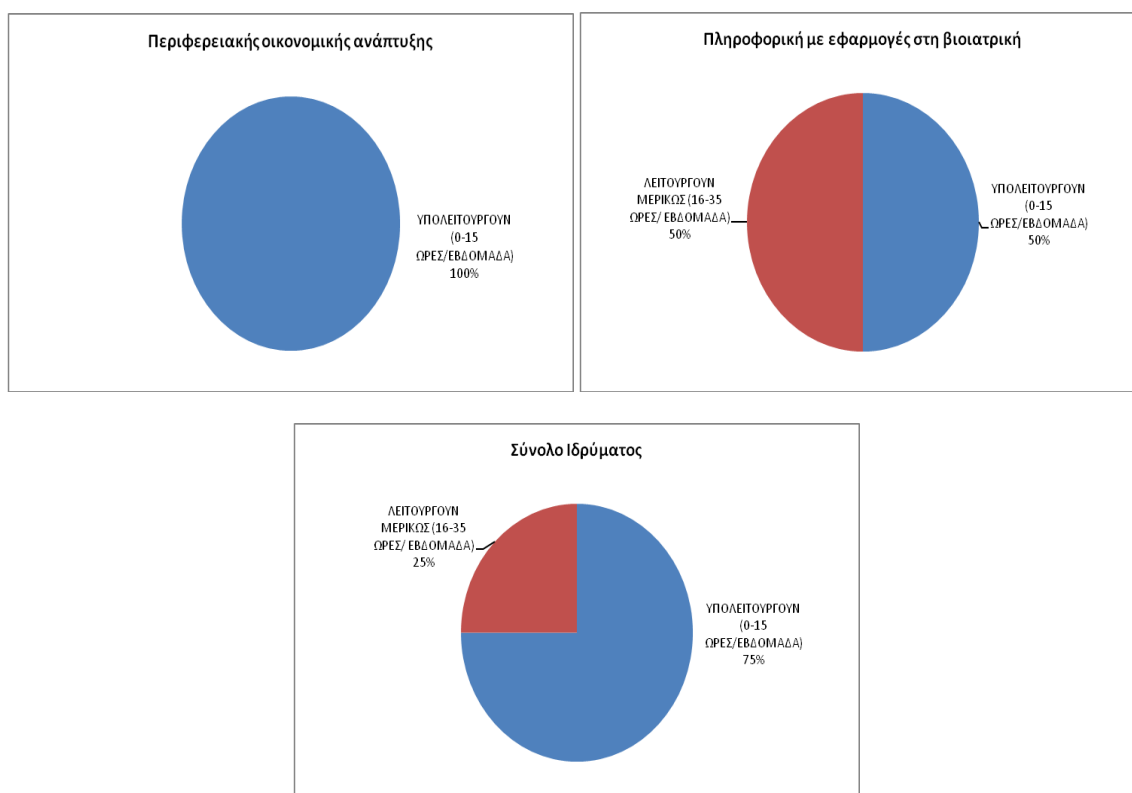 Περιφερειακής οικονομικής ανάπτυξης
ΥΠΟΛΕΙΤΟΥΡΓΟΥΝ
(0-15
ΩΡΕΣ/ΕΒΔΟΜΑΔΑ)
100%
Πληροφορική με εφαρμογές στη βιοιατρική
ΛΕΙΤΟΥΡΓΟΥΝ
ΜΕΡΙΚΩΣ (16-35
ΩΡΕΣ/ ΕΒΔΟΜΑΔΑ)
50%
ΥΠΟΛΕΙΤΟΥΡΓΟΥΝ
(0-15
ΩΡΕΣ/ΕΒΔΟΜΑΔΑ)
50%
Σύνολο Ιδρύματος
ΛΕΙΤΟΥΡΓΟΥΝ
ΜΕΡΙΚΩΣ (16-35
ΩΡΕΣ/ ΕΒΔΟΜΑΔΑ)
25%
ΥΠΟΛΕΙΤΟΥΡΓΟΥΝ
(0-15
ΩΡΕΣ/ΕΒΔΟΜΑΔΑ)
75%